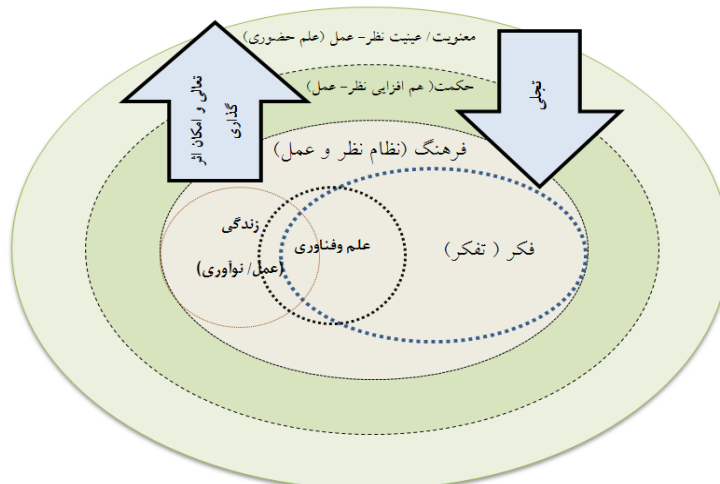 معنویت/ عینیت نظر- عمل (علم حضوری)
حکمت( هم افزایی نظر- عمل)
فرهنگ (نظام نظر و عمل)
تعالی و امکان اثر
گذاری
تجلی
زندگی
(عمل/ نوآوری)
علم وفناوری
فکر ( تفکر)